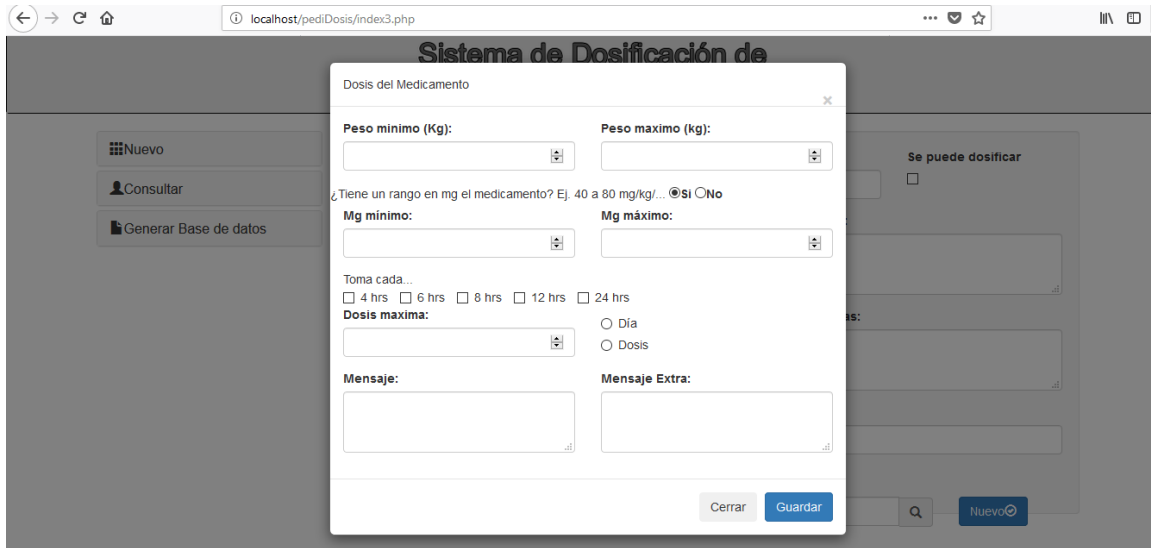 localhost/pediDosis/index3.php
Sistema de Dosificación de
Dosis del Medicamento
×
Nuevo
Consultar
Generar Base de datos
Peso minimo (Kg): Peso maximo (kg):
Se puede dosificar
¿Tiene un rango en mg el medicamento? Ej. 40 a 80 mg/kg/... Si No
Mg mínimo: Mg máximo:
Toma cada...
4 hrs 6 hrs 8 hrs 12 hrs 24 hrs
Dosis maxima:
Día
Dosis
as:
Mensaje: Mensaje Extra:
Cerrar Guardar
Nuevo